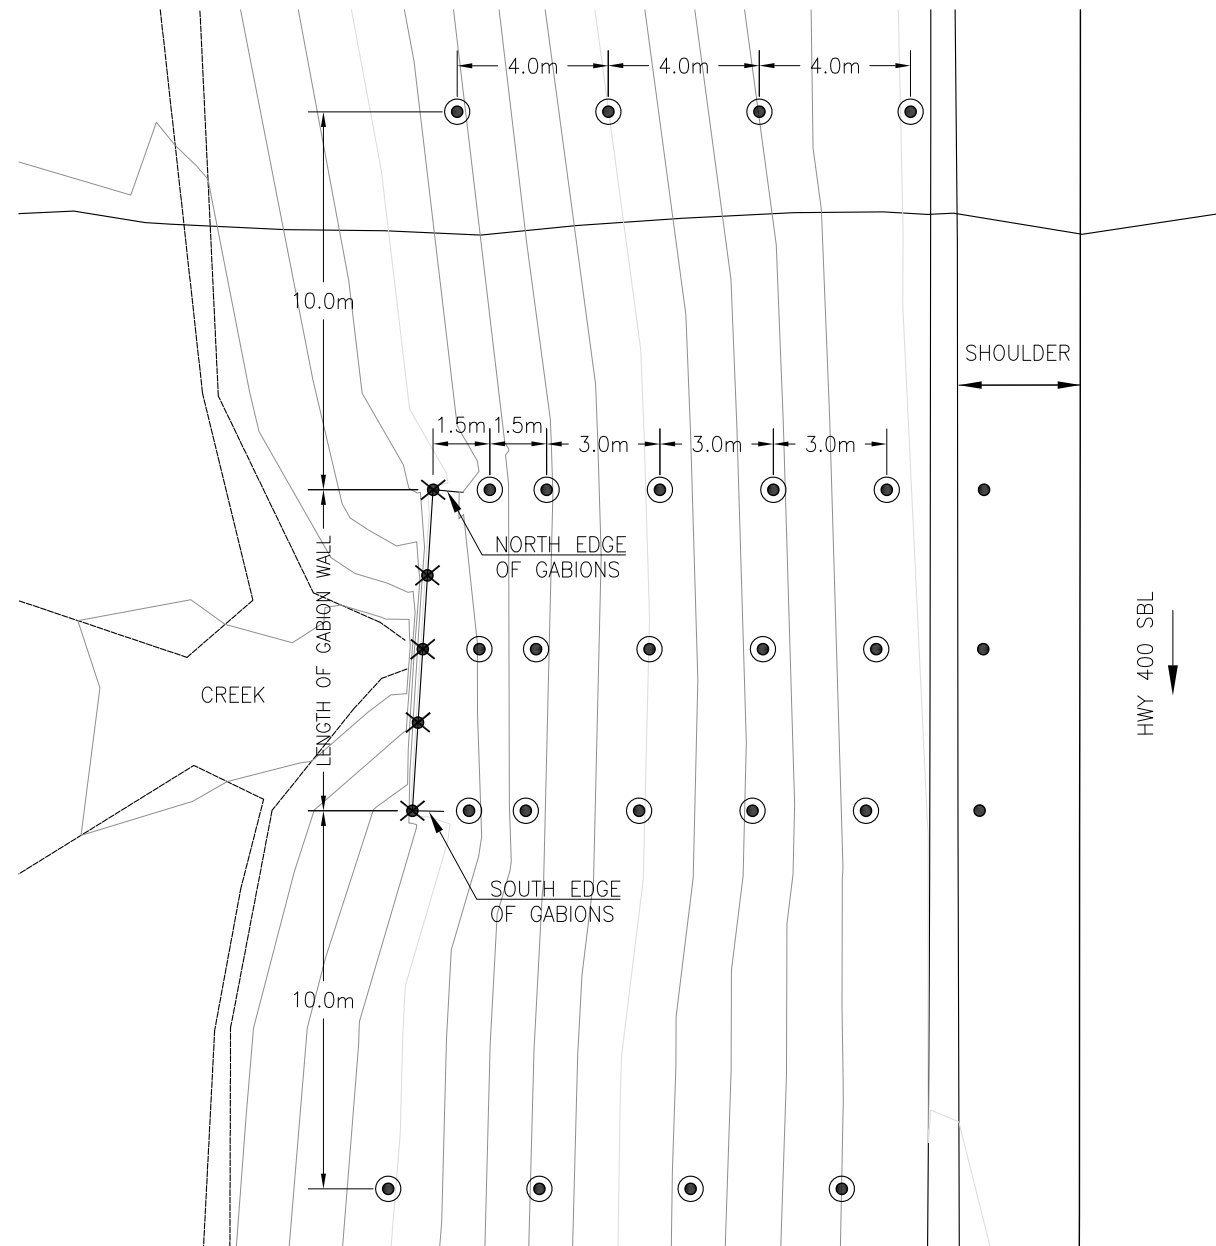 4.0m 4.0m 4.0m
10.0m
SHOULDER
1.5m 1.5m 3.0m 3.0m 3.0m
NORTH EDGE
OF GABIONS
LENGTH OF GABION WALL
HWY 400 SBL
CREEK
SOUTH EDGE
OF GABIONS
10.0m